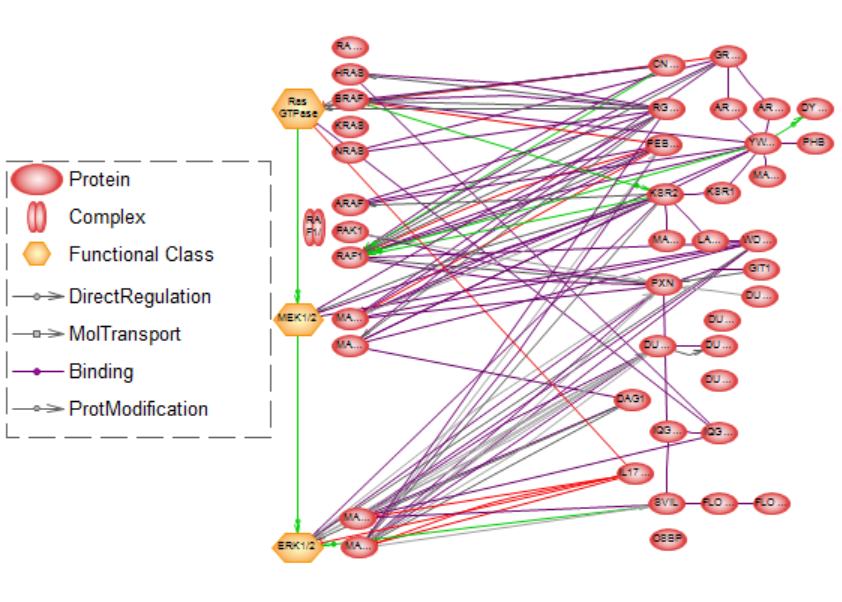 Protein
Complex
Functional Class
DirectRegulation
MolTransport
Binding
ProtModification
Ras
GTPase
MEK1/2
ERK1/2
RA...
HRAS
BRAF
KRAS
NRAS
ARAF
RA
F1/
PAK1
RAF1
MA...
MA...
MA...
MA...
CN...
GR...
RG...
AR...
AR...
DY...
PEB...
YW...
PHB
MA...
KSR2
KSR1
MA...
LA...
WD...
PXN
GIT1
DU...
DU...
DU...
DU...
DU...
DAG1
IQG...
IQG...
IL17...
SVIL
FLO...
FLO...
OSBP